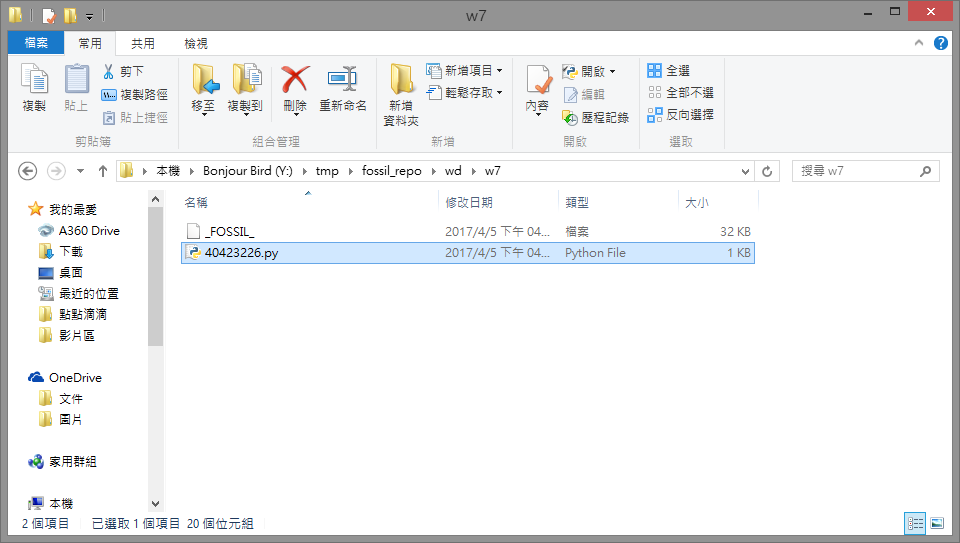 w7
檔案 常用 共用 檢視
複製 貼上 剪下 複製路徑 貼上捷徑 移至 複製到 刪除 重新命名 新增資料夾 新增項目 輕鬆存取 內容 開啟 編輯 歷程記錄 全選 全部不選 反向選擇
剪貼簿 組合管理 新增 開啟 選取
本機 Bonjour Bird (Y:) tmp fossil_repo wd w7 搜尋 w7
名稱 修改日期 類型 大小
_FOSSIL_ 2017/4/5 下午 04... 檔案 32 KB
40423226.py 2017/4/5 下午 04... Python File 1 KB
我的最愛
A360 Drive
下載
桌面
最近的位置
點點滴滴
影片區
OneDrive
文件
圖片
家用群組
本機
2 個項目 已選取 1 個項目 20 個位元組